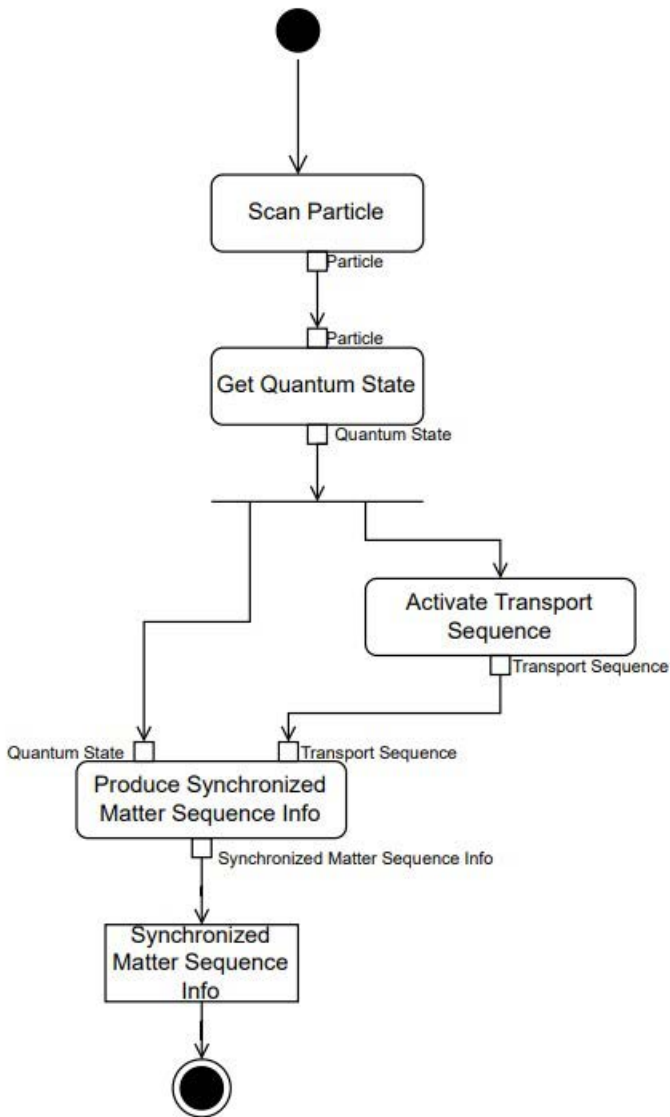 Scan Particle
Particle
Particle
Get Quantum State
Quantum State
Activate Transport
Sequence
Transport Sequence
Quantum State
Transport Sequence
Produce Synchronized
Matter Sequence Info
Synchronized Matter Sequence Info
Synchronized
Matter Sequence
Info